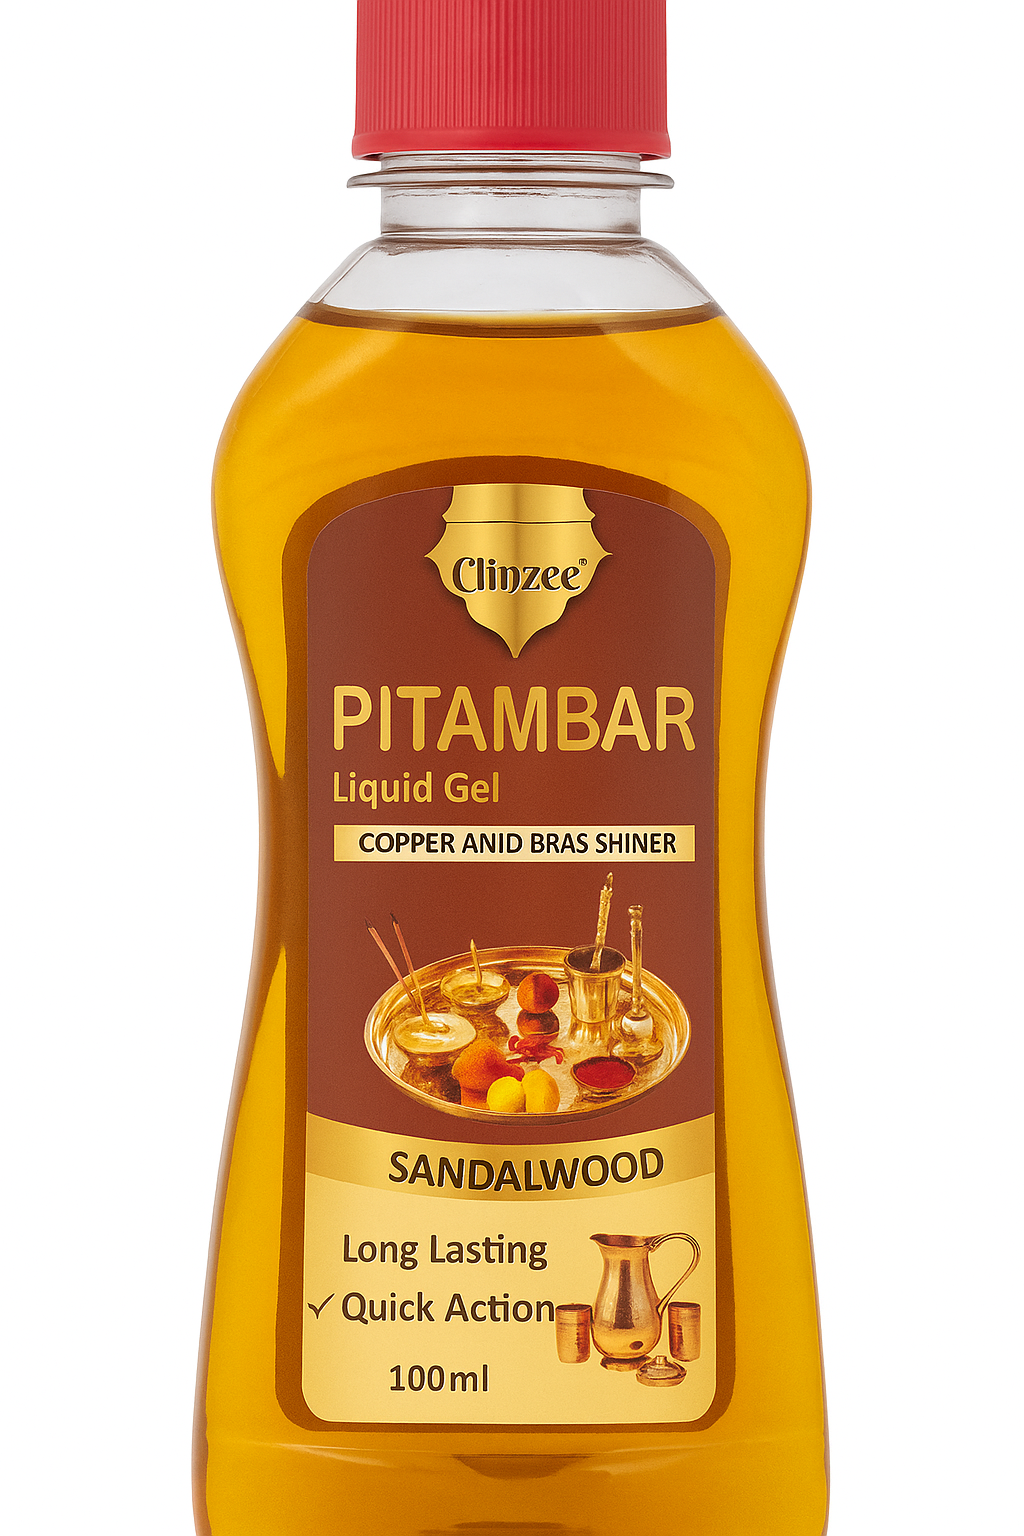 Clinzee®
PITAMBAR
Liquid Gel
COPPER ANID BRAS SHINER
SANDALWOOD
Long Lasting
✓ Quick Action
100ml